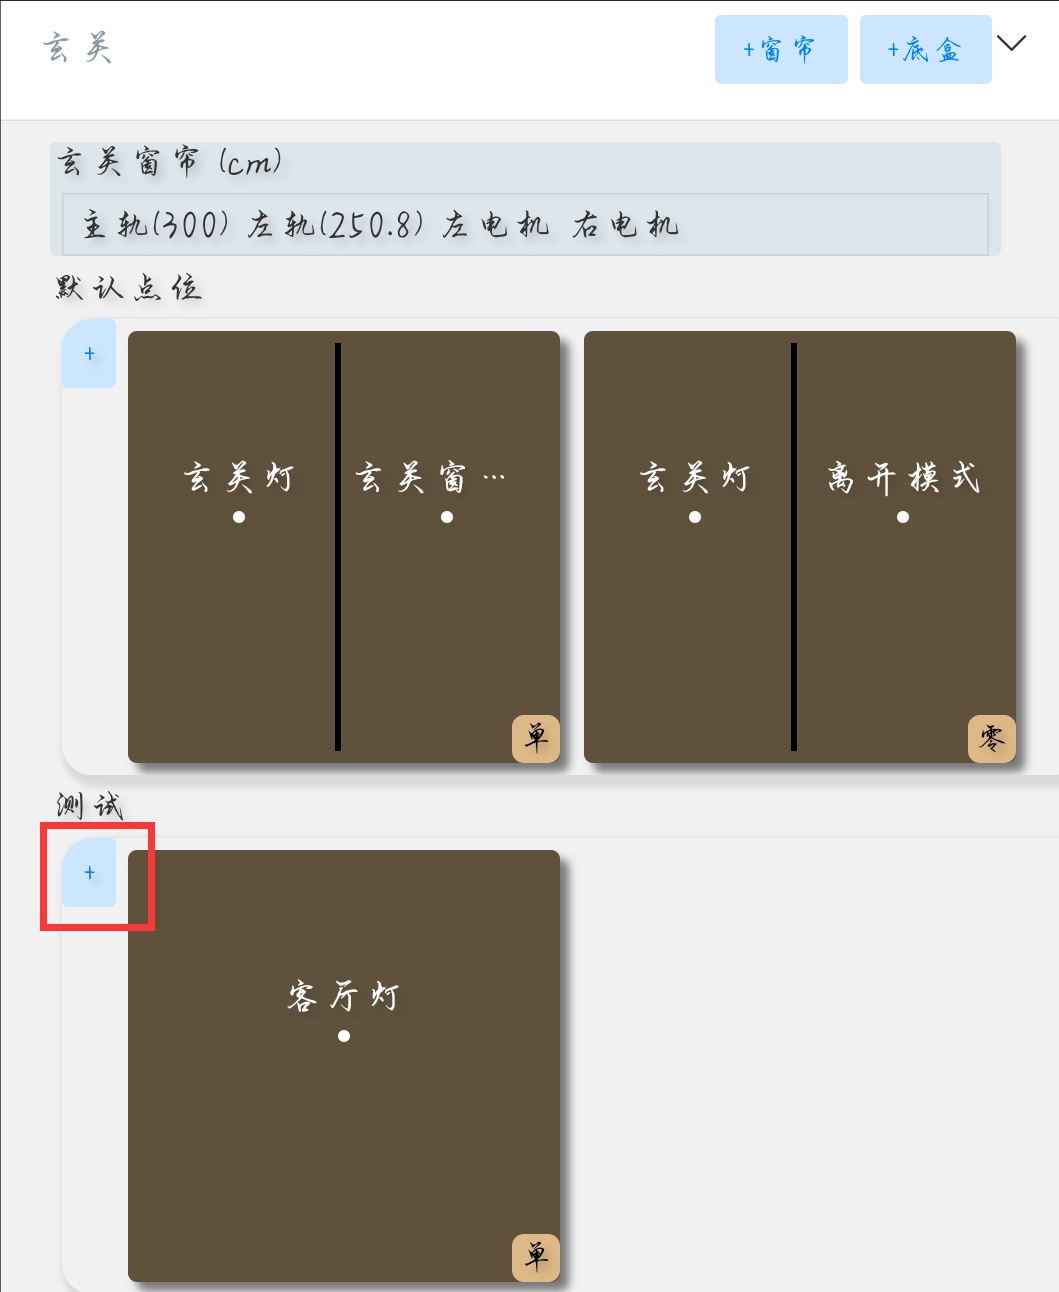 玄关
+窗帘 +底盒
玄关窗帘(cm)
主轨(300) 左轨(250.8) 左电机 右电机
默认点位
+
玄关灯 玄关窗… 玄关灯 离开模式
单 零
测试
+
客厅灯
单